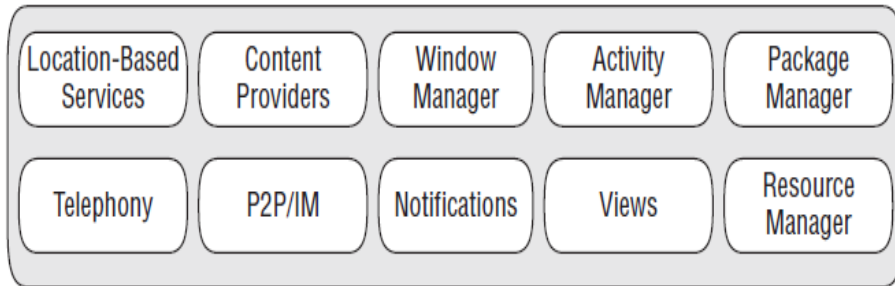 Location-Based
Services
Content
Providers
Window
Manager
Activity
Manager
Package
Manager
Telephony
P2P/IM
Notifications
Views
Resource
Manager